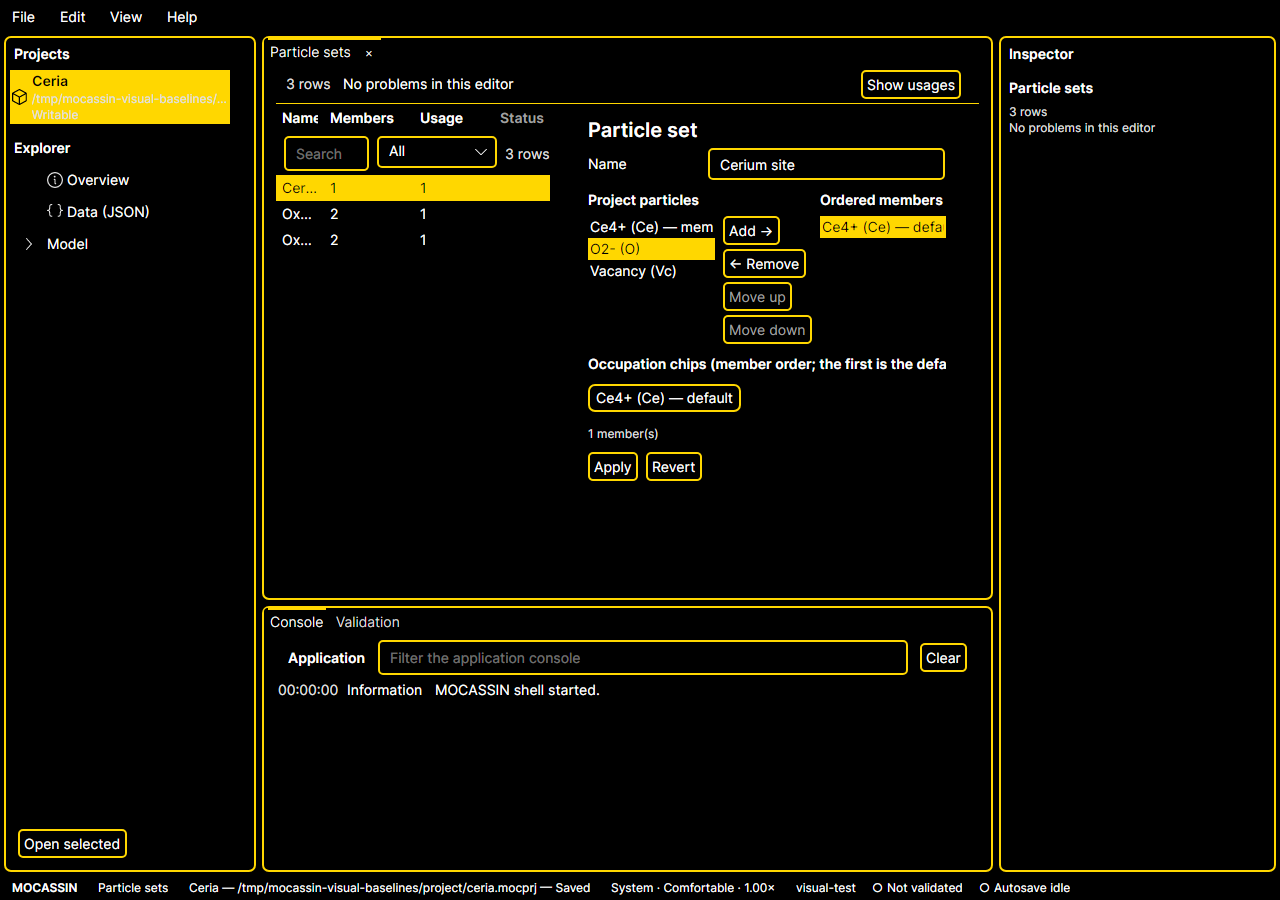 File Edit View Help
Projects
Ceria
/tmp/mocassin-visual-baselines/...
Writable
Explorer
Overview
{ } Data (JSON)
Model
Open selected
Particle sets ×
3 rows No problems in this editor Show usages
Name Members Usage Status
Search All 3 rows
Cer... 1 1
Ox... 2 1
Ox... 2 1
Particle set
Name Cerium site
Project particles Ordered members
Ce4+ (Ce) — mem
O2- (O)
Vacancy (Vc)
Add →
← Remove
Move up
Move down
Ce4+ (Ce) — defa
Occupation chips (member order; the first is the defa
Ce4+ (Ce) — default
1 member(s)
Apply Revert
Console Validation
Application Filter the application console Clear
00:00:00 Information MOCASSIN shell started.
Inspector
Particle sets
3 rows
No problems in this editor
MOCASSIN Particle sets Ceria — /tmp/mocassin-visual-baselines/project/ceria.mocprj — Saved System · Comfortable · 1.00× visual-test Not validated Autosave idle